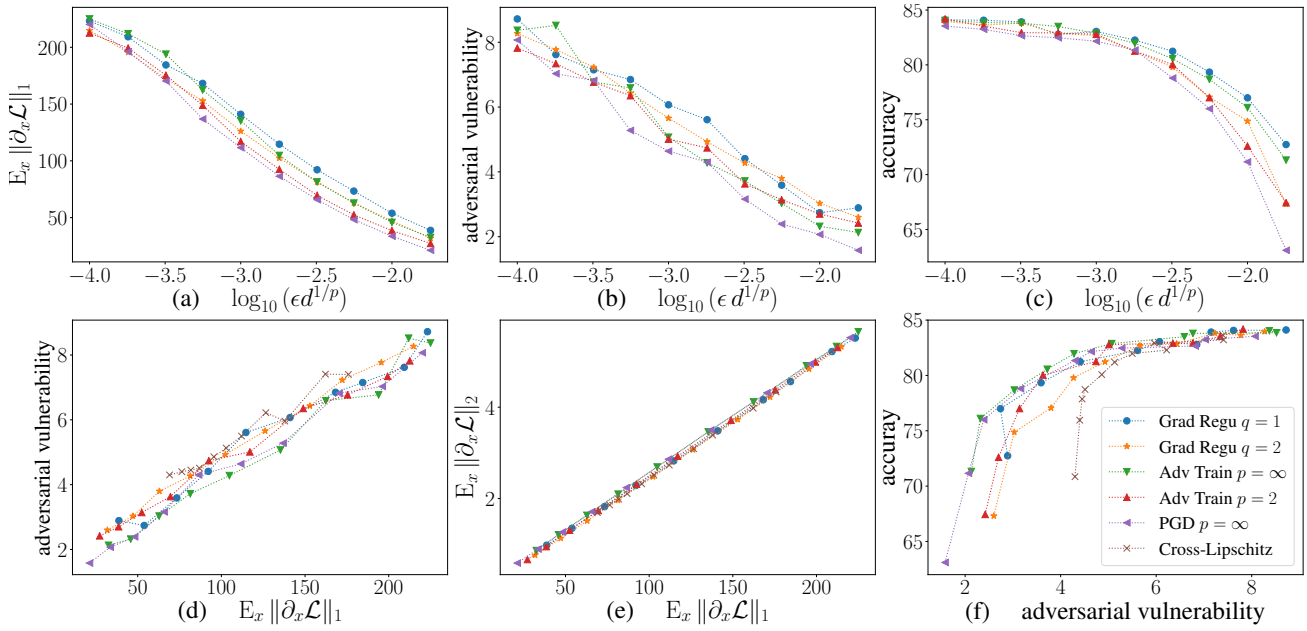 E_x ∥∂_x ℒ∥_1
200
150
100
50
−4.0 −3.5 −3.0 −2.5 −2.0
(a) log_10 (ϵ d^{1/p})
adversarial vulnerability
8
6
4
2
−4.0 −3.5 −3.0 −2.5 −2.0
(b) log_10 (ϵ d^{1/p})
accuracy
85
80
75
70
65
−4.0 −3.5 −3.0 −2.5 −2.0
(c) log_10 (ϵ d^{1/p})
adversarial vulnerability
8
6
4
2
50 100 150 200
(d) E_x ∥∂_x ℒ∥_1
E_x ∥∂_x ℒ∥_2
4
2
50 100 150 200
(e) E_x ∥∂_x ℒ∥_1
accuray
85
80
75
70
65
Grad Regu q = 1
Grad Regu q = 2
Adv Train p = ∞
Adv Train p = 2
PGD p = ∞
Cross-Lipschitz
2 4 6 8
(f) adversarial vulnerability